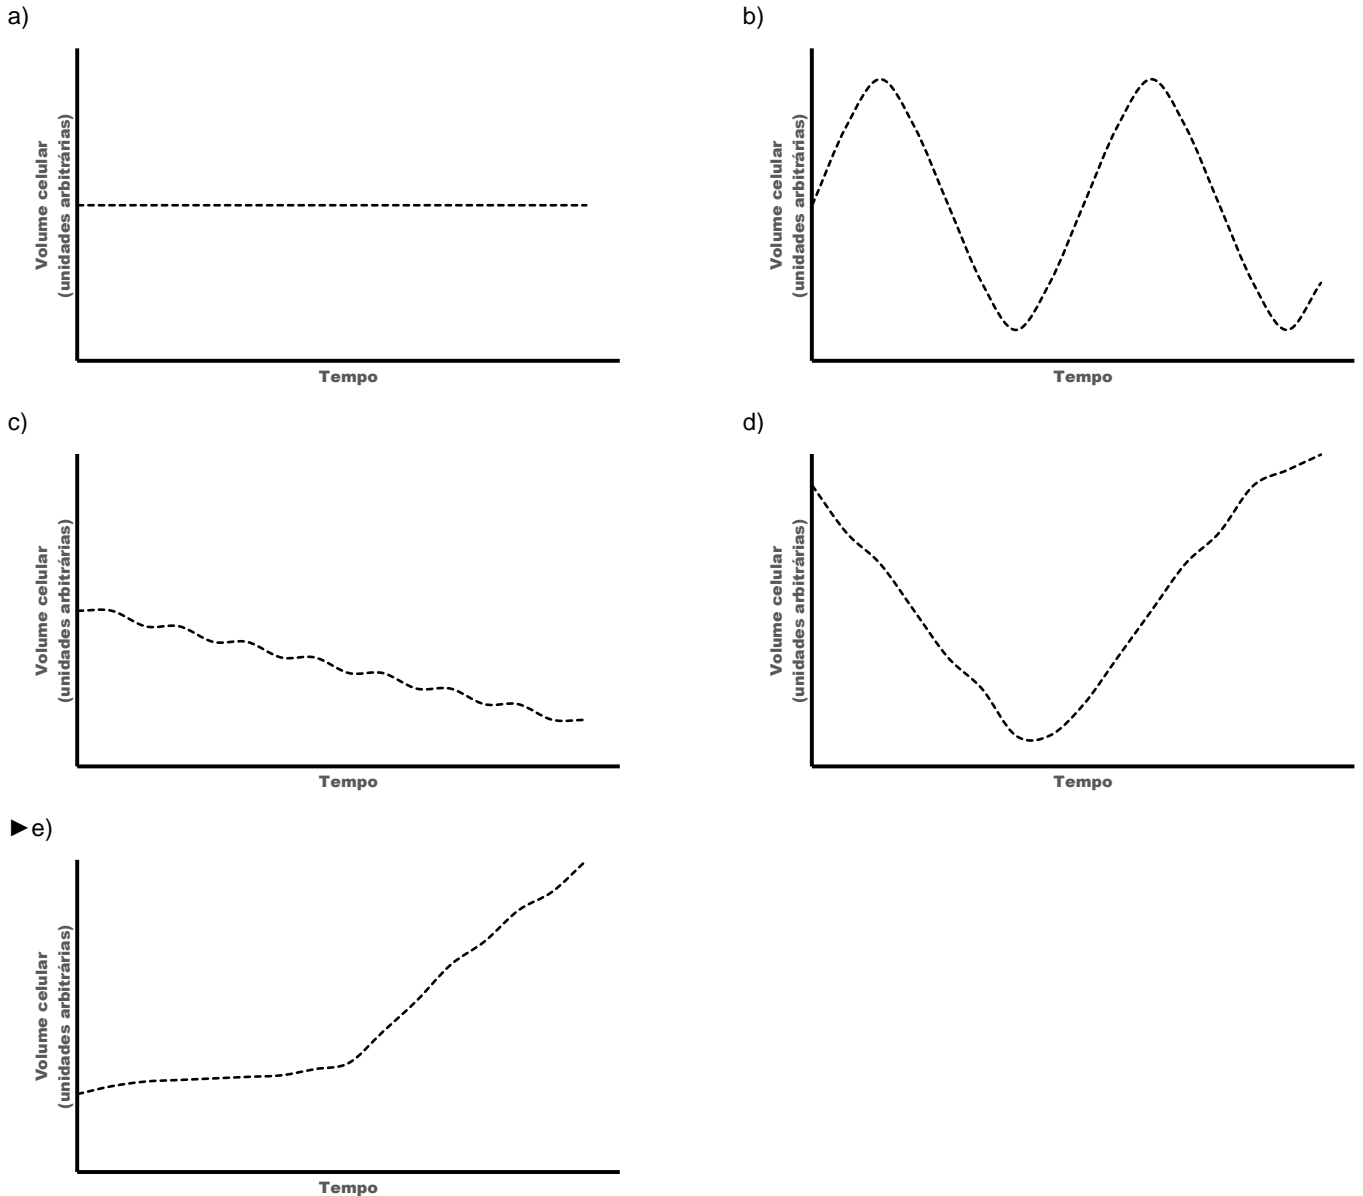 a)
b)
Volume celular
(unidades arbitrárias)
Tempo
Volume celular
(unidades arbitrárias)
Tempo
c)
d)
Volume celular
(unidades arbitrárias)
Tempo
Volume celular
(unidades arbitrárias)
Tempo
►e)
Volume celular
(unidades arbitrárias)
Tempo